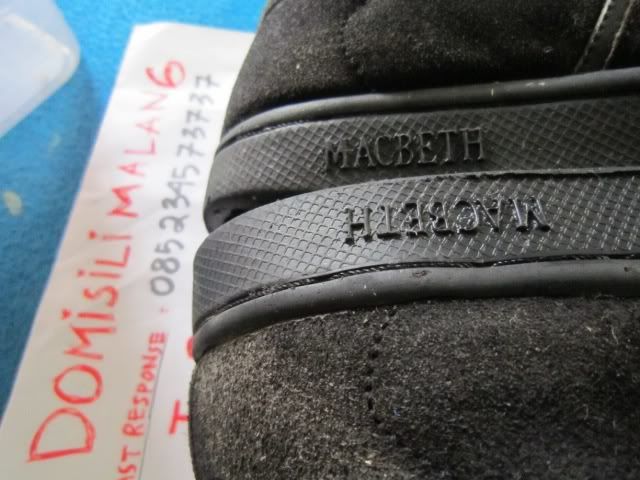 MACBETH
MACBETH
DOMISILI MALANG
FAST RESPONSE : 085234573737